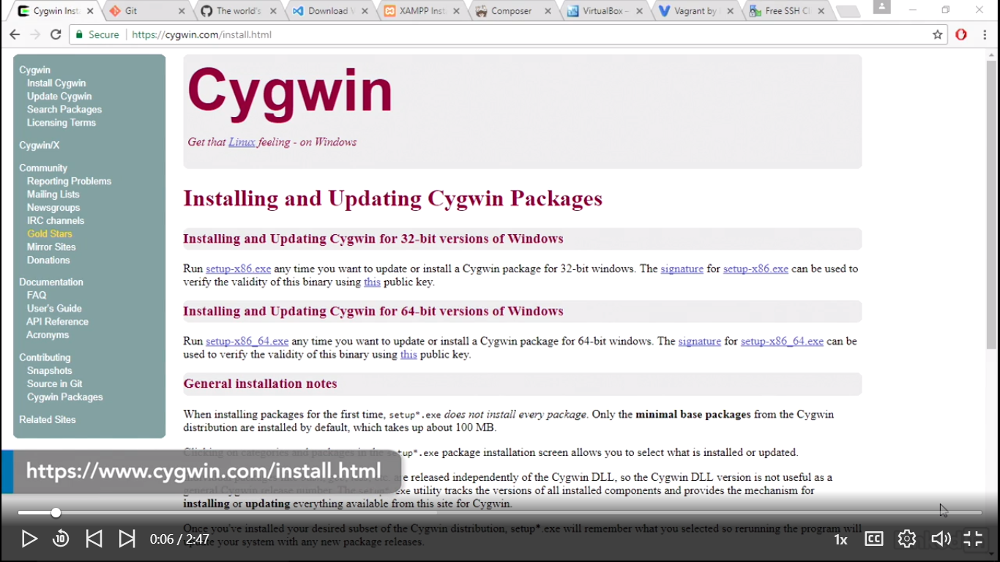 Cygwin Insta
Git
The world's
Download V
XAMPP Inst
Composer
VirtualBox –
Vagrant by
Free SSH Cl
Secure
https://cygwin.com/install.html
Cygwin
Install Cygwin
Update Cygwin
Search Packages
Licensing Terms
Cygwin/X
Community
Reporting Problems
Mailing Lists
Newsgroups
IRC channels
Gold Stars
Mirror Sites
Donations
Documentation
FAQ
User's Guide
API Reference
Acronyms
Contributing
Snapshots
Source in Git
Cygwin Packages
Related Sites
Cygwin
Get that Linux feeling - on Windows
Installing and Updating Cygwin Packages
Installing and Updating Cygwin for 32-bit versions of Windows
Run setup-x86.exe any time you want to update or install a Cygwin package for 32-bit windows. The signature for setup-x86.exe can be used to
verify the validity of this binary using this public key.
Installing and Updating Cygwin for 64-bit versions of Windows
Run setup-x86_64.exe any time you want to update or install a Cygwin package for 64-bit windows. The signature for setup-x86_64.exe can be
used to verify the validity of this binary using this public key.
General installation notes
When installing packages for the first time, setup*.exe does not install every package. Only the minimal base packages from the Cygwin
distribution are installed by default, which takes up about 100 MB.
Clicking on categories and packages in the setup*.exe package installation screen allows you to select what is installed or updated.
are released independently of the Cygwin DLL, so the Cygwin DLL version is not useful as a
general Cygwin release number. The setup*.exe utility tracks the versions of all installed components and provides the mechanism for
installing or updating everything available from this site for Cygwin.
Once you've installed your desired subset of the Cygwin distribution, setup*.exe will remember what you selected so rerunning the program will
update your system with any new package releases.
https://www.cygwin.com/install.html
10
0:06 / 2:47
1x
CC